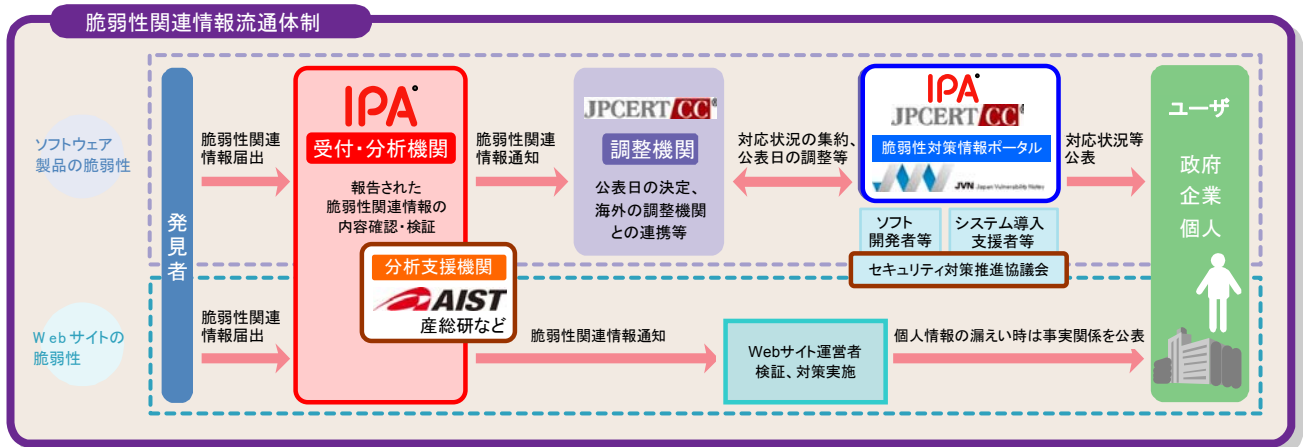 脆弱性関連情報流通体制
ソフトウェア
製品の脆弱性
Webサイトの
脆弱性
発見者
脆弱性関連
情報届出
脆弱性関連
情報届出
IPA
受付・分析機関
報告された
脆弱性関連情報の
内容確認・検証
分析支援機関
AIST
産総研など
脆弱性関連
情報通知
JPCERT/CC®
調整機関
公表日の決定、
海外の調整機関
との連携等
対応状況の集約、
公表日の調整等
IPA
JPCERT/CC®
脆弱性対策情報ポータル
JVN Japan Vulnerability Notes
ソフト
開発者等
システム導入
支援者等
セキュリティ対策推進協議会
対応状況等
公表
脆弱性関連情報通知
Webサイト運営者
検証、対策実施
個人情報の漏えい時は事実関係を公表
ユーザ
政府
企業
個人